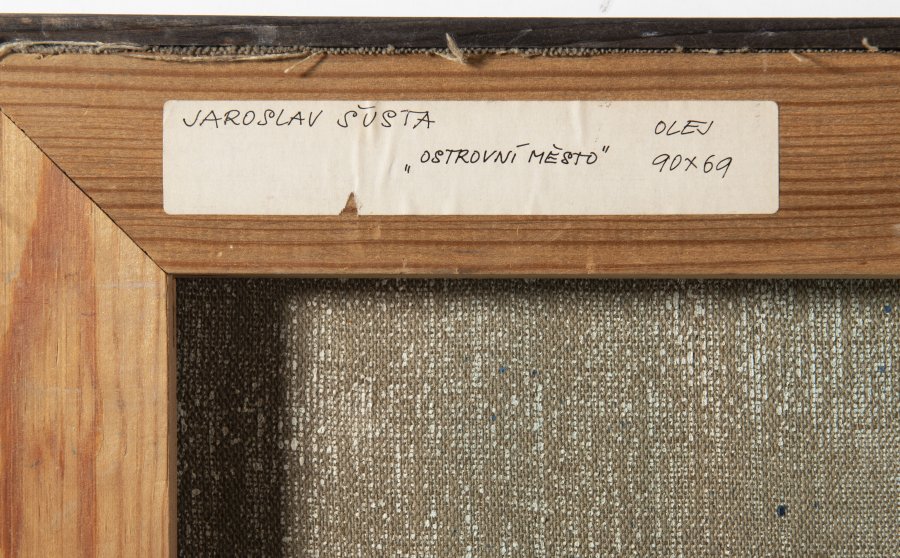 JAROSLAV ŠUSTA
„OSTROVNÍ MĚSTO"
OLEJ
90×69